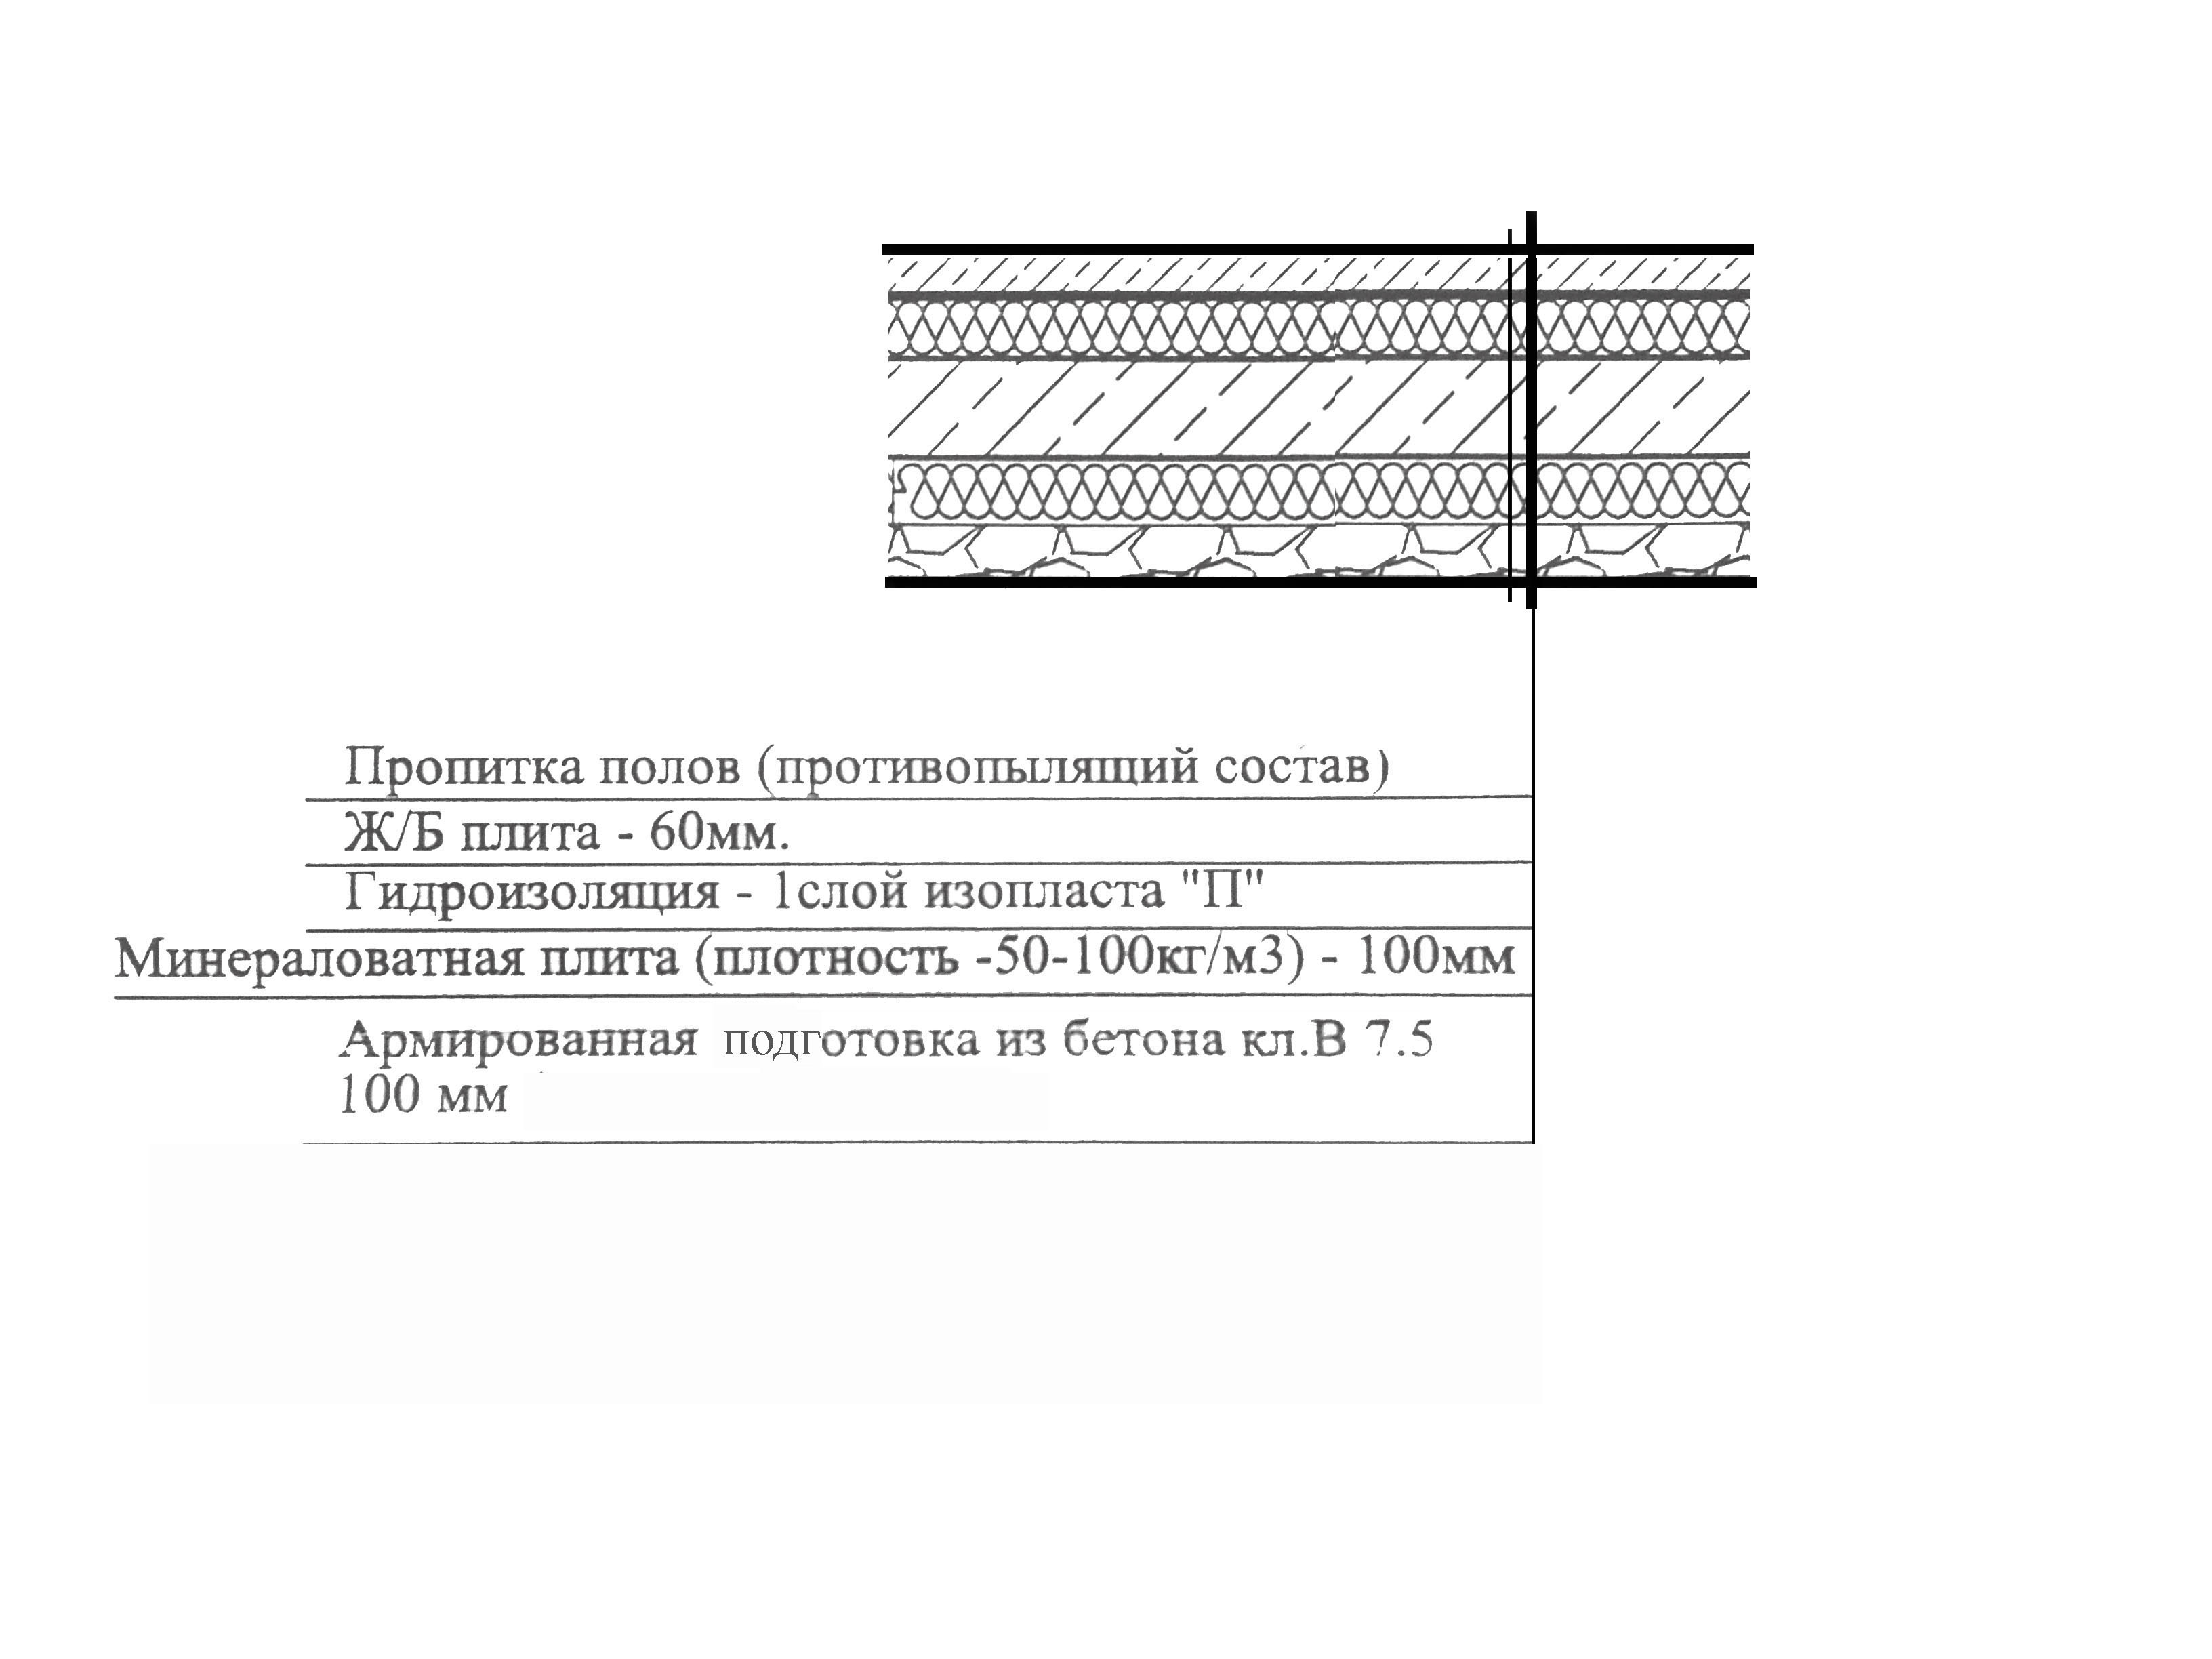 Пропитка полов (противопылящий состав)
Ж/Б плита - 60мм.
Гидроизоляция - 1слой изопласта "П"
Минераловатная плита (плотность -50-100кг/м3) - 100мм
Армированная подготовка из бетона кл.В 7.5
100 мм